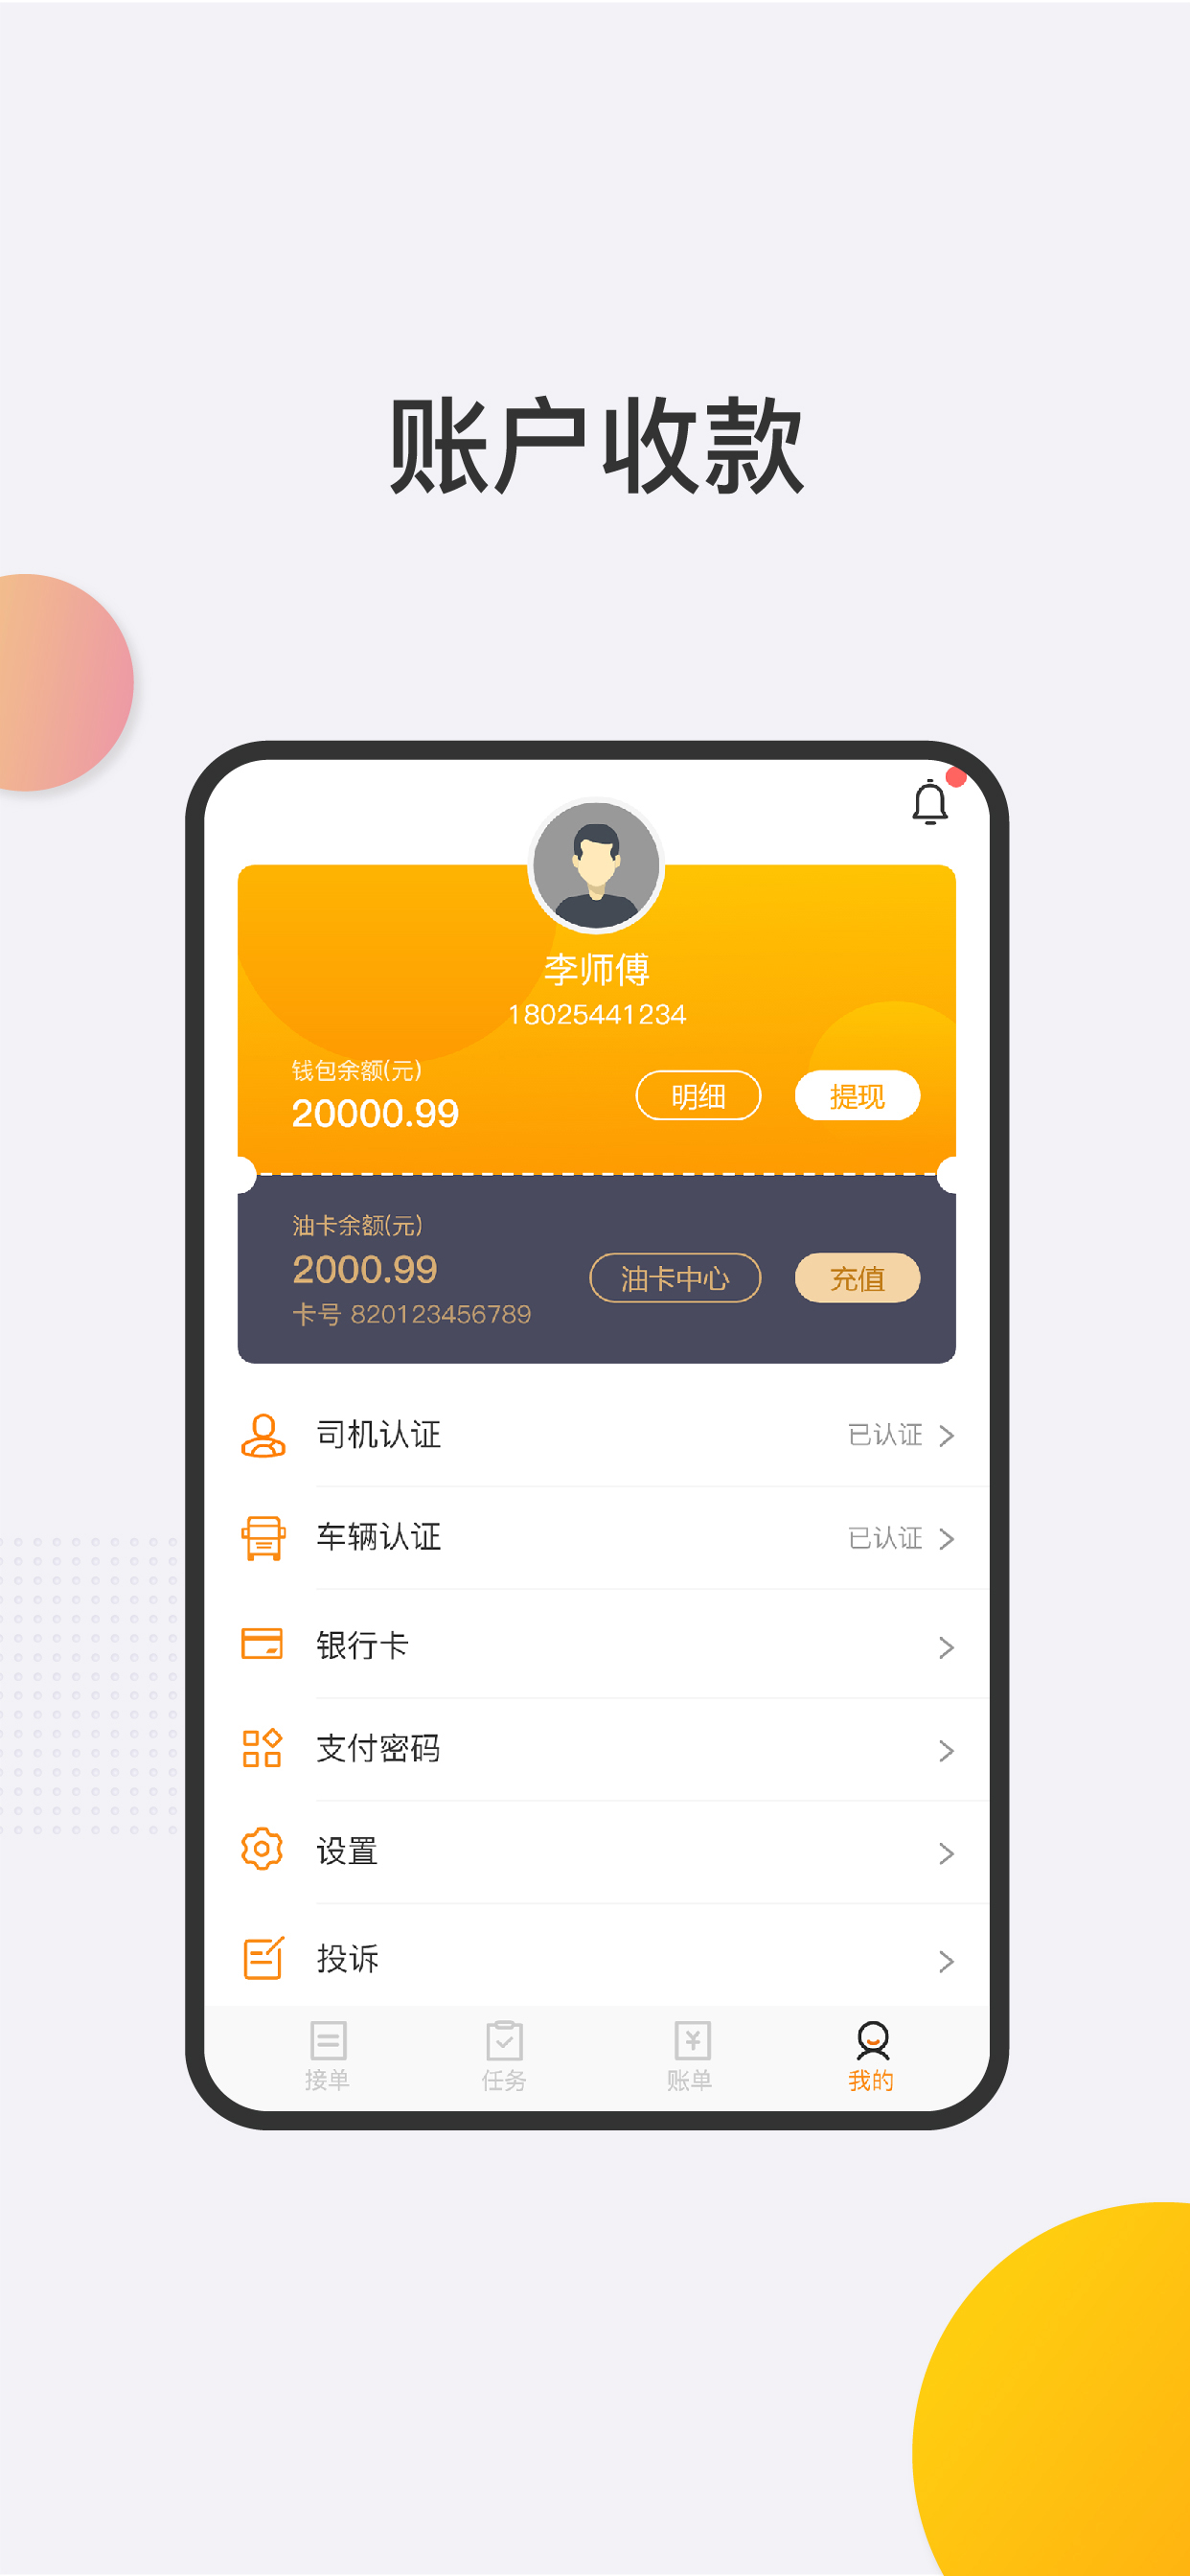 账户收款
李师傅
18025441234
钱包余额(元)
20000.99
明细
提现
油卡余额(元)
2000.99
卡号 820123456789
油卡中心
充值
司机认证
已认证
车辆认证
已认证
银行卡
支付密码
设置
投诉
接单
任务
账单
我的